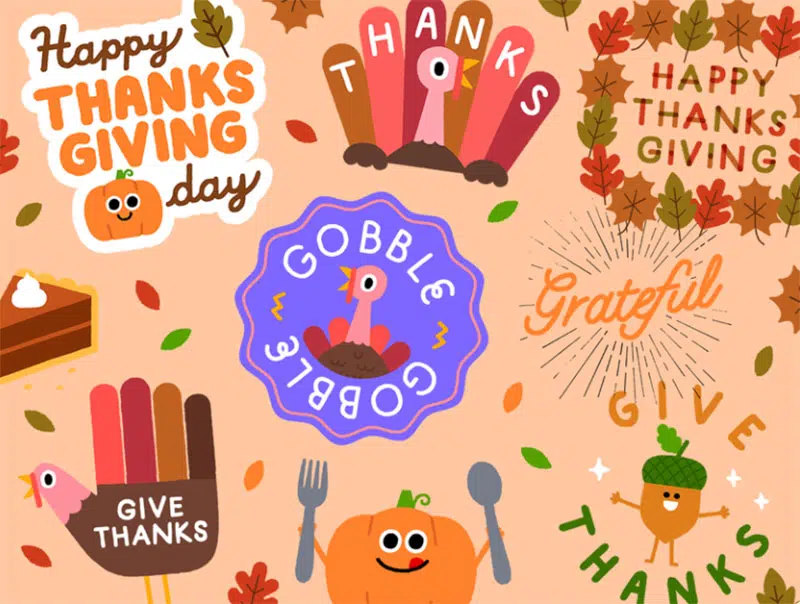 Happy
THANKS
GIVING
day
THANKS
HAPPY
THANKS
GIVING
GOBBLE
GOBBLE
Grateful
GIVE
THANKS
GIVE
THANKS